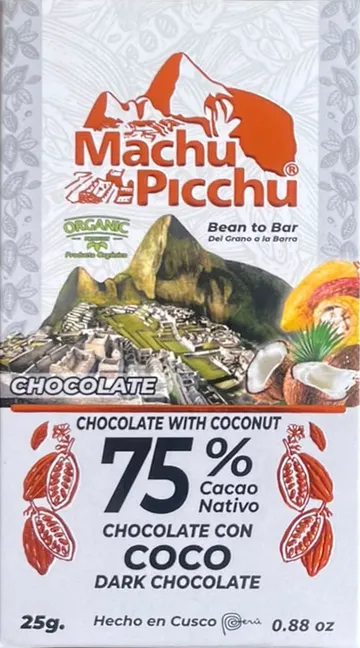 Machu
Picchu®
ORGANIC
PREMIUM
Producto Orgánico
Bean to Bar
Del Grano a la Barra
CHOCOLATE
CHOCOLATE WITH COCONUT
75%
Cacao
Nativo
CHOCOLATE CON
COCO
DARK CHOCOLATE
25g.
Hecho en Cusco Perú
0.88 oz